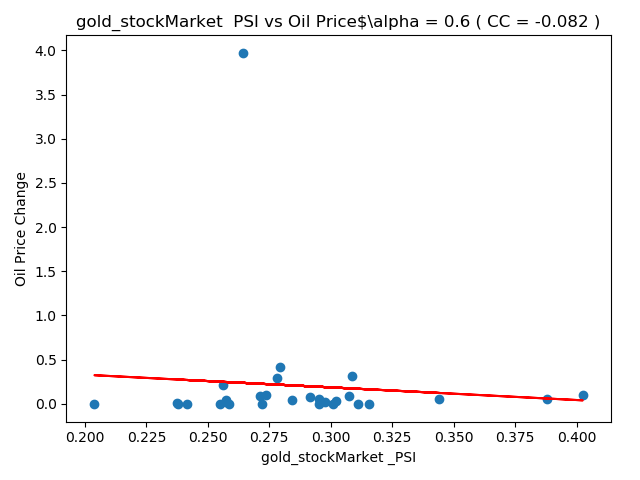 gold_stockMarket  PSI vs Oil Price$\alpha = 0.6 ( CC = -0.082 )
4.0
3.5
3.0
2.5
2.0
1.5
1.0
0.5
0.0
Oil Price Change
0.200 0.225 0.250 0.275 0.300 0.325 0.350 0.375 0.400
gold_stockMarket _PSI